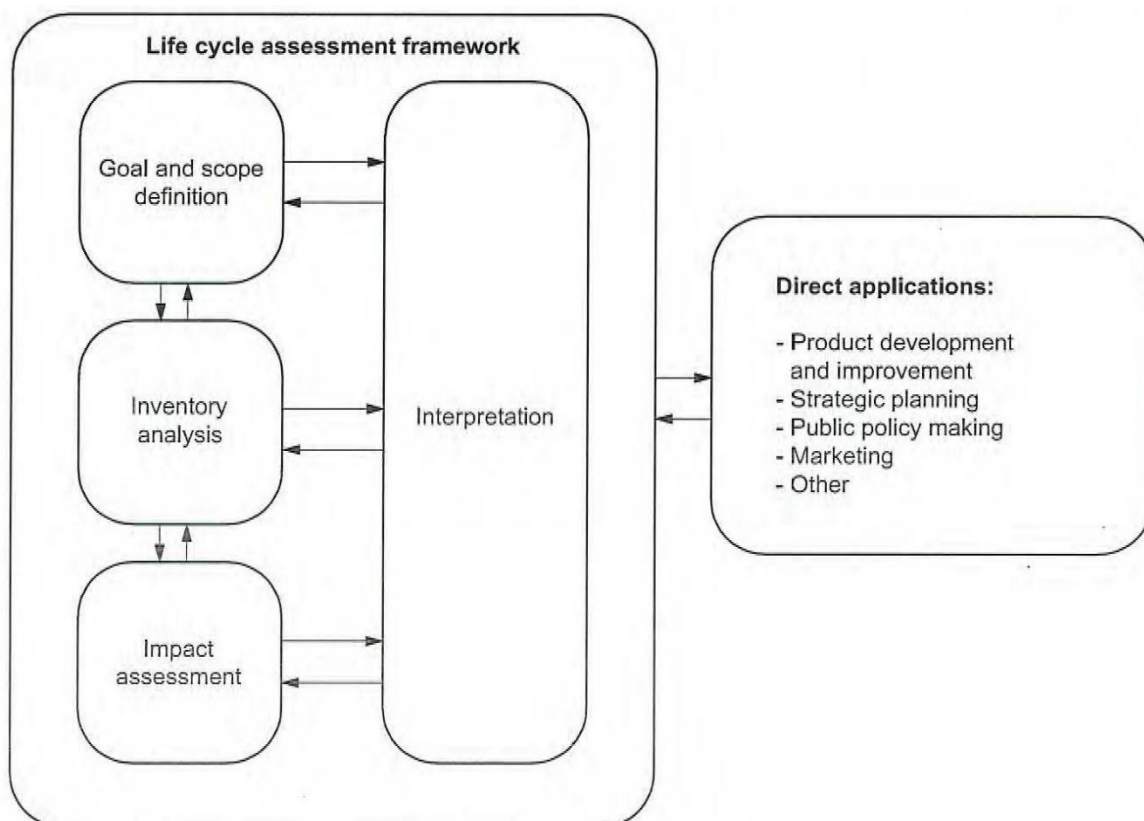 Life cycle assessment framework
Goal and scope
definition
Inventory
analysis
Impact
assessment
Interpretation
Direct applications:
- Product development
and improvement
- Strategic planning
- Public policy making
- Marketing
- Other